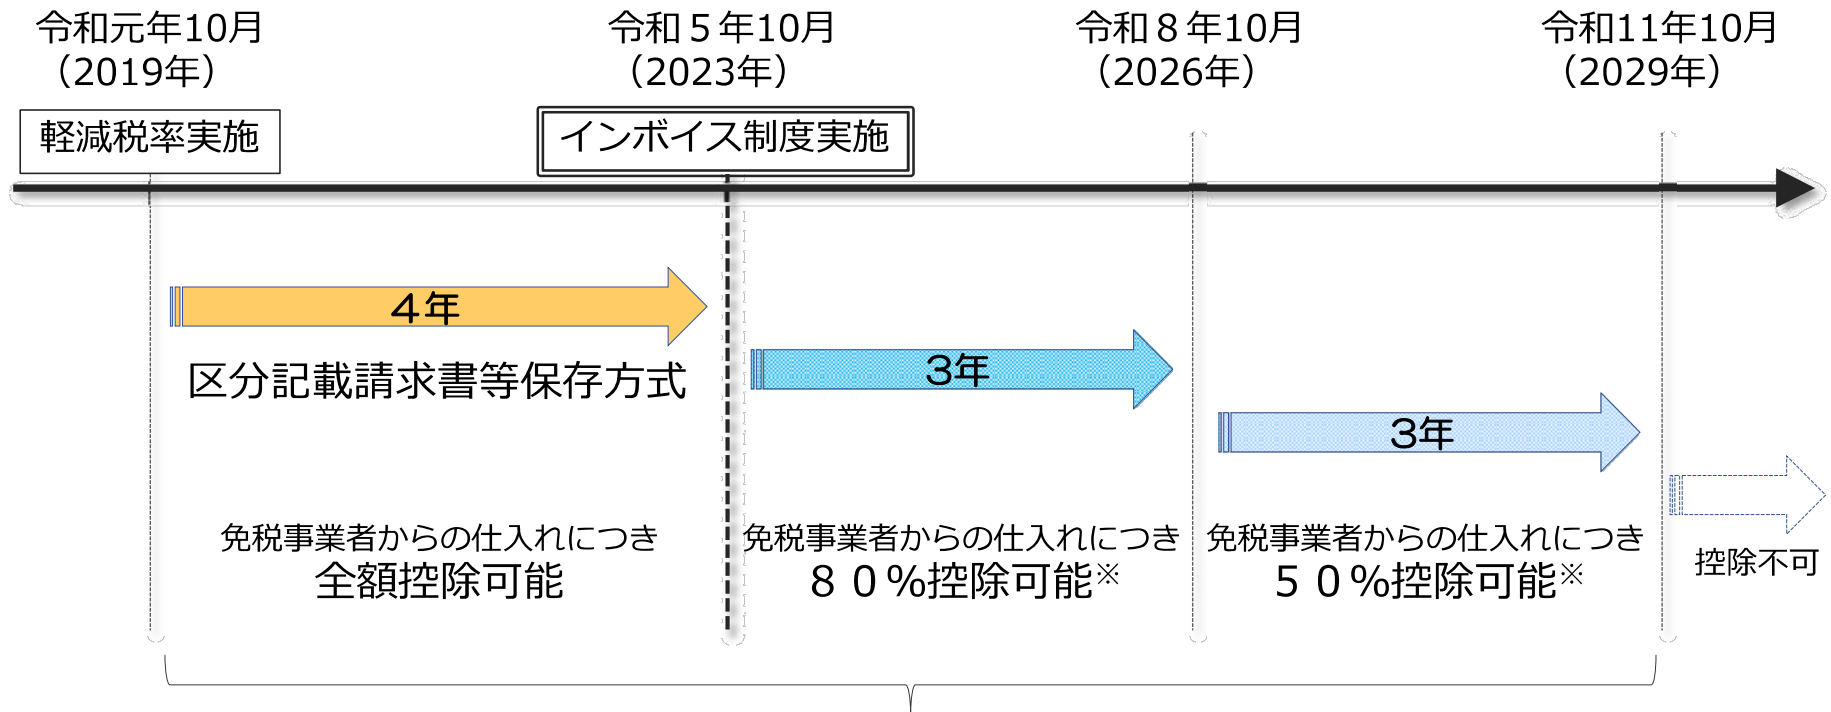 令和元年10月
（2019年）
令和５年10月
（2023年）
令和８年10月
（2026年）
令和11年10月
（2029年）
軽減税率実施
インボイス制度実施
４年
区分記載請求書等保存方式
３年
３年
免税事業者からの仕入れにつき
全額控除可能
免税事業者からの仕入れにつき
８０％控除可能※
免税事業者からの仕入れにつき
５０％控除可能※
控除不可